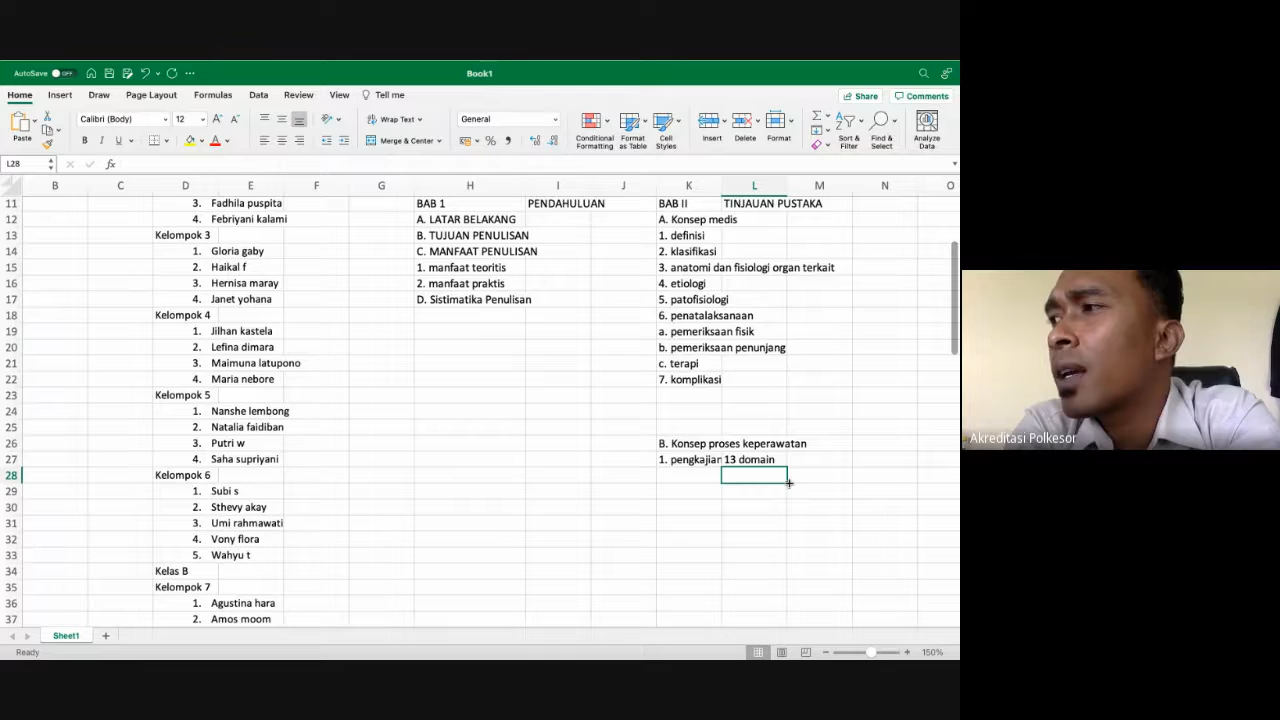 AutoSave OFF Book1
Home Insert Draw Page Layout Formulas Data Review View Tell me Share Comments
Paste Calibri (Body) 12 Wrap Text General Conditional Formatting Format as Table Cell Styles Insert Delete Format Sort & Filter Find & Select Analyze Data
B I U Merge & Center
L28 fx
B C D E F G H I J K L M N O
11 3. Fadhila puspita BAB 1 PENDAHULUAN BAB II TINJAUAN PUSTAKA
12 4. Febriyani kalami A. LATAR BELAKANG A. Konsep medis
13 Kelompok 3 B. TUJUAN PENULISAN 1. definisi
14 1. Gloria gaby C. MANFAAT PENULISAN 2. klasifikasi
15 2. Haikal f 1. manfaat teoritis 3. anatomi dan fisiologi organ terkait
16 3. Hernisa maray 2. manfaat praktis 4. etiologi
17 4. Janet yohana D. Sistimatika Penulisan 5. patofisiologi
18 Kelompok 4 6. penatalaksanaan
19 1. Jilhan kastela a. pemeriksaan fisik
20 2. Lefina dimara b. pemeriksaan penunjang
21 3. Maimuna latupono c. terapi
22 4. Maria nebore 7. komplikasi
23 Kelompok 5
24 1. Nanshe lembong
25 2. Natalia faidiban
26 3. Putri w B. Konsep proses keperawatan
27 4. Saha supriyani 1. pengkajian 13 domain
28 Kelompok 6
29 1. Subi s
30 2. Sthevy akay
31 3. Umi rahmawati
32 4. Vony flora
33 5. Wahyu t
34 Kelas B
35 Kelompok 7
36 1. Agustina hara
37 2. Amos moom
Sheet1
Ready 150%
Akreditasi Polkesor